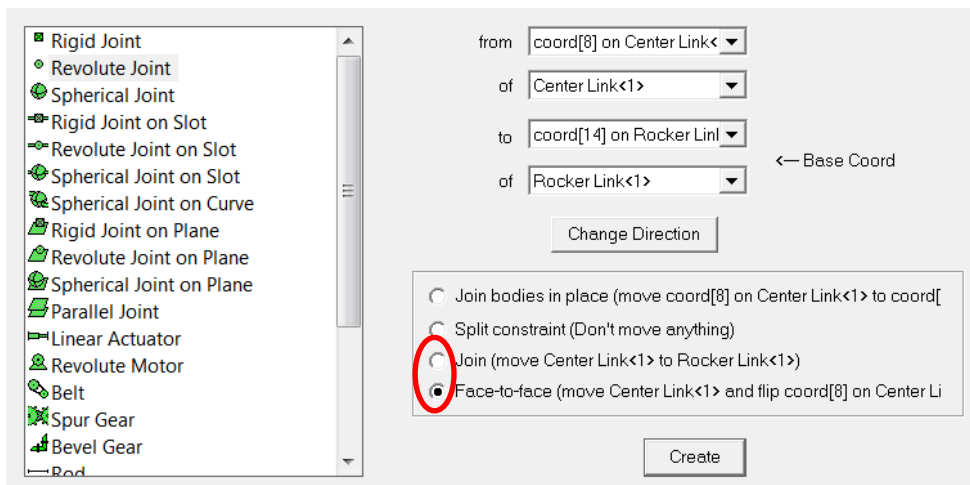 Rigid Joint
Revolute Joint
Spherical Joint
Rigid Joint on Slot
Revolute Joint on Slot
Spherical Joint on Slot
Spherical Joint on Curve
Rigid Joint on Plane
Revolute Joint on Plane
Spherical Joint on Plane
Parallel Joint
Linear Actuator
Revolute Motor
Belt
Spur Gear
Bevel Gear
Rod
from coord[8] on Center Link<
of Center Link<1>
to coord[14] on Rocker Linl
<— Base Coord
of Rocker Link<1>
Change Direction
Join bodies in place (move coord[8] on Center Link<1> to coord[
Split constraint (Don't move anything)
Join (move Center Link<1> to Rocker Link<1>)
Face-to-face (move Center Link<1> and flip coord[8] on Center Li
Create